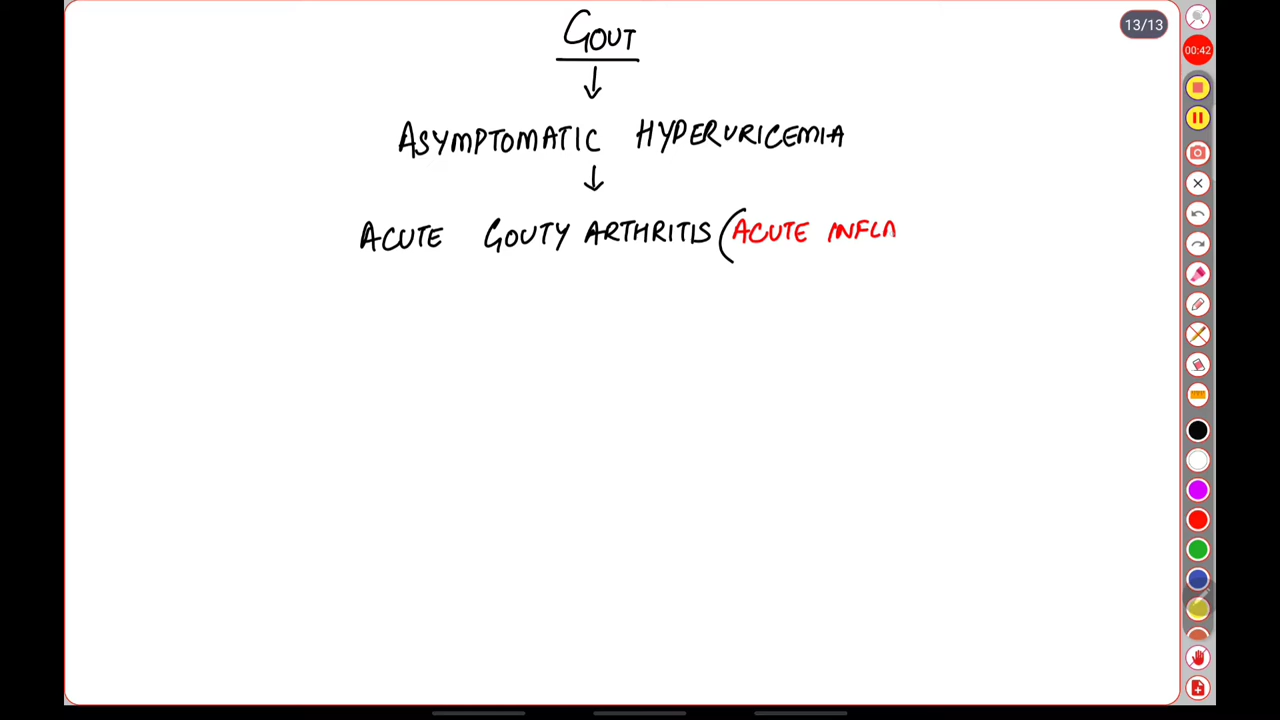 GOUT
13/13
00:42
ASYMPTOMATIC HYPERURICEMIA
ACUTE GOUTY ARTHRITIS (ACUTE INFLA